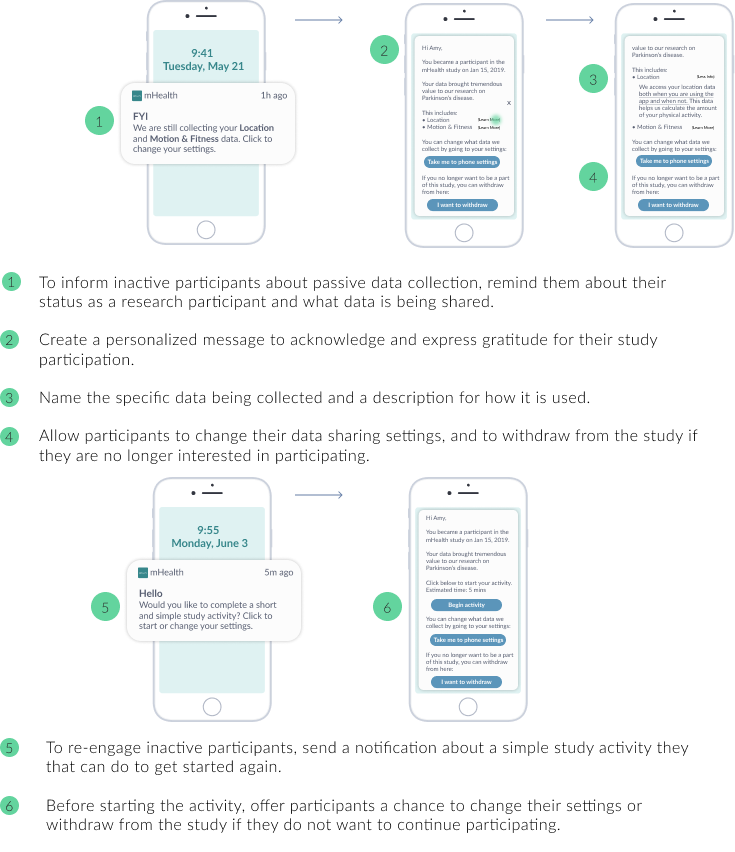 9:41
Tuesday, May 21
mHealth 1h ago
FYI
We are still collecting your Location
and Motion & Fitness data. Click to
change your settings.
1
2
Hi Amy,
You became a participant in the
mHealth study on Jan 15, 2019.
Your data brought tremendous
value to our research on
Parkinson's disease.
X
This includes:
• Location (Learn More)
• Motion & Fitness (Learn More)
You can change what data we
collect by going to your settings:
Take me to phone settings
If you no longer want to be a part
of this study, you can withdraw
from here:
I want to withdraw
3
4
value to our research on
Parkinson's disease.
This includes:
• Location (Less Info)
We access your location data
both when you are using the
app and when not. This data
helps us calculate the amount
of your physical activity.
• Motion & Fitness (Learn More)
You can change what data we
collect by going to your settings:
Take me to phone settings
If you no longer want to be a part
of this study, you can withdraw
from here:
I want to withdraw
1 To inform inactive participants about passive data collection, remind them about their
status as a research participant and what data is being shared.
2 Create a personalized message to acknowledge and express gratitude for their study
participation.
3 Name the specific data being collected and a description for how it is used.
4 Allow participants to change their data sharing settings, and to withdraw from the study if
they are no longer interested in participating.
9:55
Monday, June 3
mHealth 5m ago
Hello
Would you like to complete a short
and simple study activity? Click to
start or change your settings.
5
6
Hi Amy,
You became a participant in the
mHealth study on Jan 15, 2019.
Your data brought tremendous
value to our research on
Parkinson's disease.
Click below to start your activity.
Estimated time: 5 mins
Begin activity
You can change what data we
collect by going to your settings:
Take me to phone settings
If you no longer want to be a part
of this study, you can withdraw
from here:
I want to withdraw
5 To re-engage inactive participants, send a notification about a simple study activity they
that can do to get started again.
6 Before starting the activity, offer participants a chance to change their settings or
withdraw from the study if they do not want to continue participating.